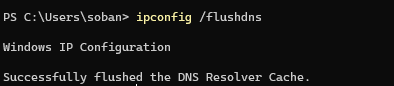 PS C:\Users\soban> ipconfig /flushdns
Windows IP Configuration
Successfully flushed the DNS Resolver Cache.